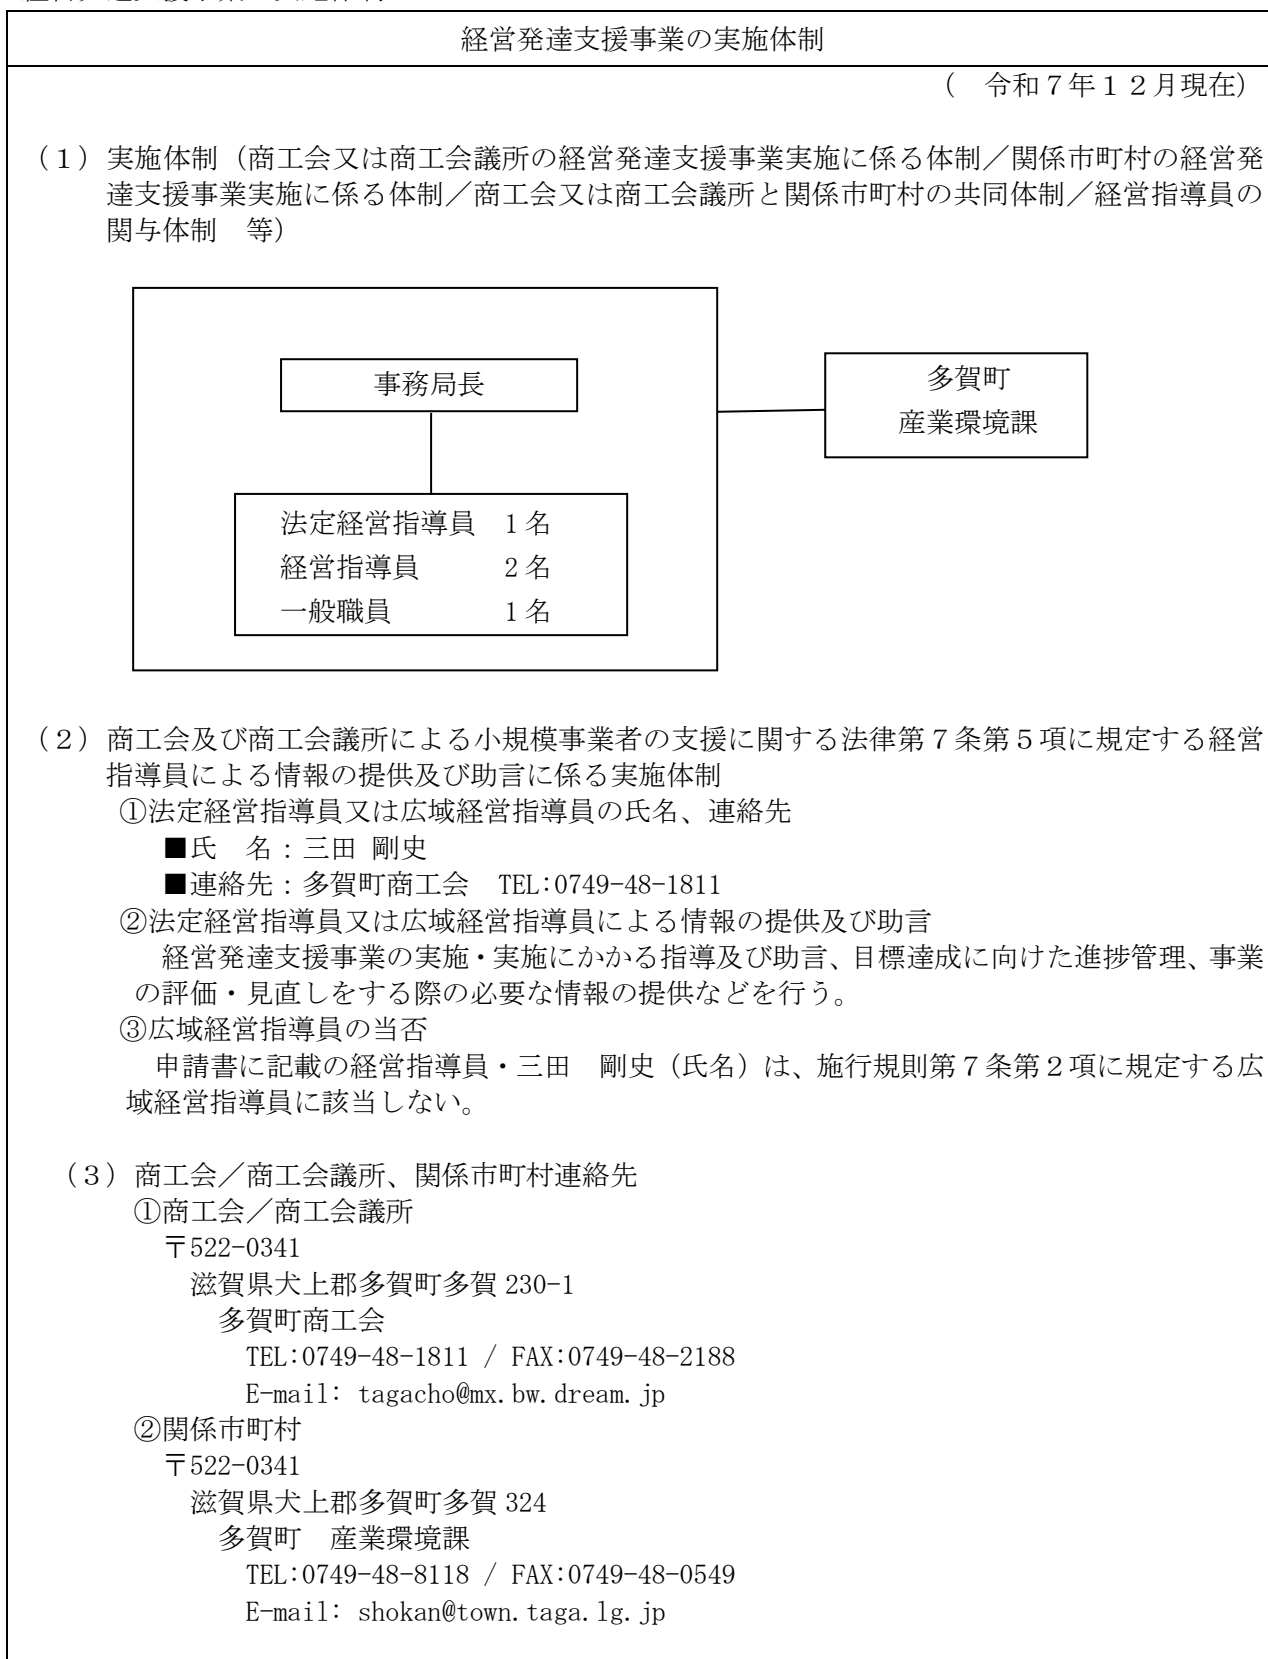 経営発達支援事業の実施体制
（　令和７年１２月現在）
（１）実施体制（商工会又は商工会議所の経営発達支援事業実施に係る体制／関係市町村の経営発
達支援事業実施に係る体制／商工会又は商工会議所と関係市町村の共同体制／経営指導員の
関与体制　等）
事務局長
多賀町
産業環境課
法定経営指導員　1名
経営指導員　　　2名
一般職員　　　　1名
（２）商工会及び商工会議所による小規模事業者の支援に関する法律第７条第５項に規定する経営
指導員による情報の提供及び助言に係る実施体制
①法定経営指導員又は広域経営指導員の氏名、連絡先
■氏　名：三田 剛史
■連絡先：多賀町商工会　TEL:0749-48-1811
②法定経営指導員又は広域経営指導員による情報の提供及び助言
経営発達支援事業の実施・実施にかかる指導及び助言、目標達成に向けた進捗管理、事業
の評価・見直しをする際の必要な情報の提供などを行う。
③広域経営指導員の当否
申請書に記載の経営指導員・三田　剛史（氏名）は、施行規則第７条第２項に規定する広
域経営指導員に該当しない。
（３）商工会／商工会議所、関係市町村連絡先
①商工会／商工会議所
〒522-0341
滋賀県犬上郡多賀町多賀 230-1
多賀町商工会
TEL:0749-48-1811 / FAX:0749-48-2188
E-mail: tagacho@mx.bw.dream.jp
②関係市町村
〒522-0341
滋賀県犬上郡多賀町多賀 324
多賀町　産業環境課
TEL:0749-48-8118 / FAX:0749-48-0549
E-mail: shokan@town.taga.lg.jp